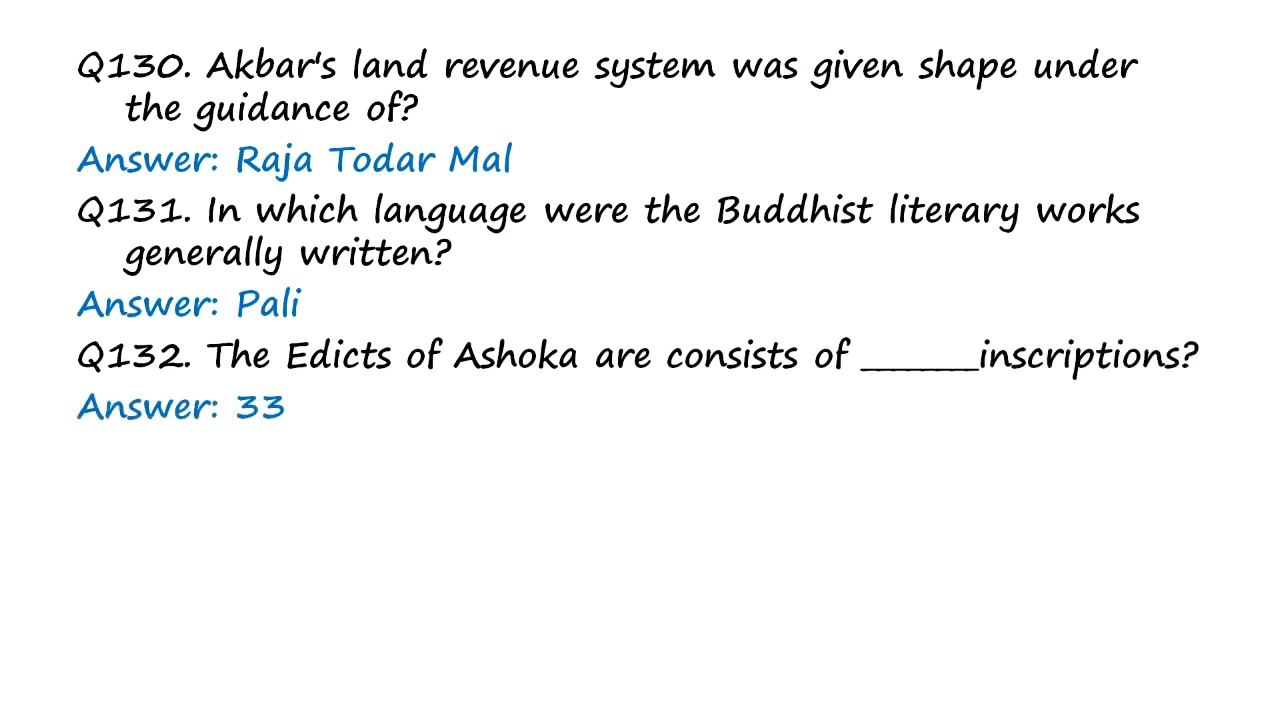 Q130. Akbar's land revenue system was given shape under
the guidance of?
Answer: Raja Todar Mal
Q131. In which language were the Buddhist literary works
generally written?
Answer: Pali
Q132. The Edicts of Ashoka are consists of ________inscriptions?
Answer: 33